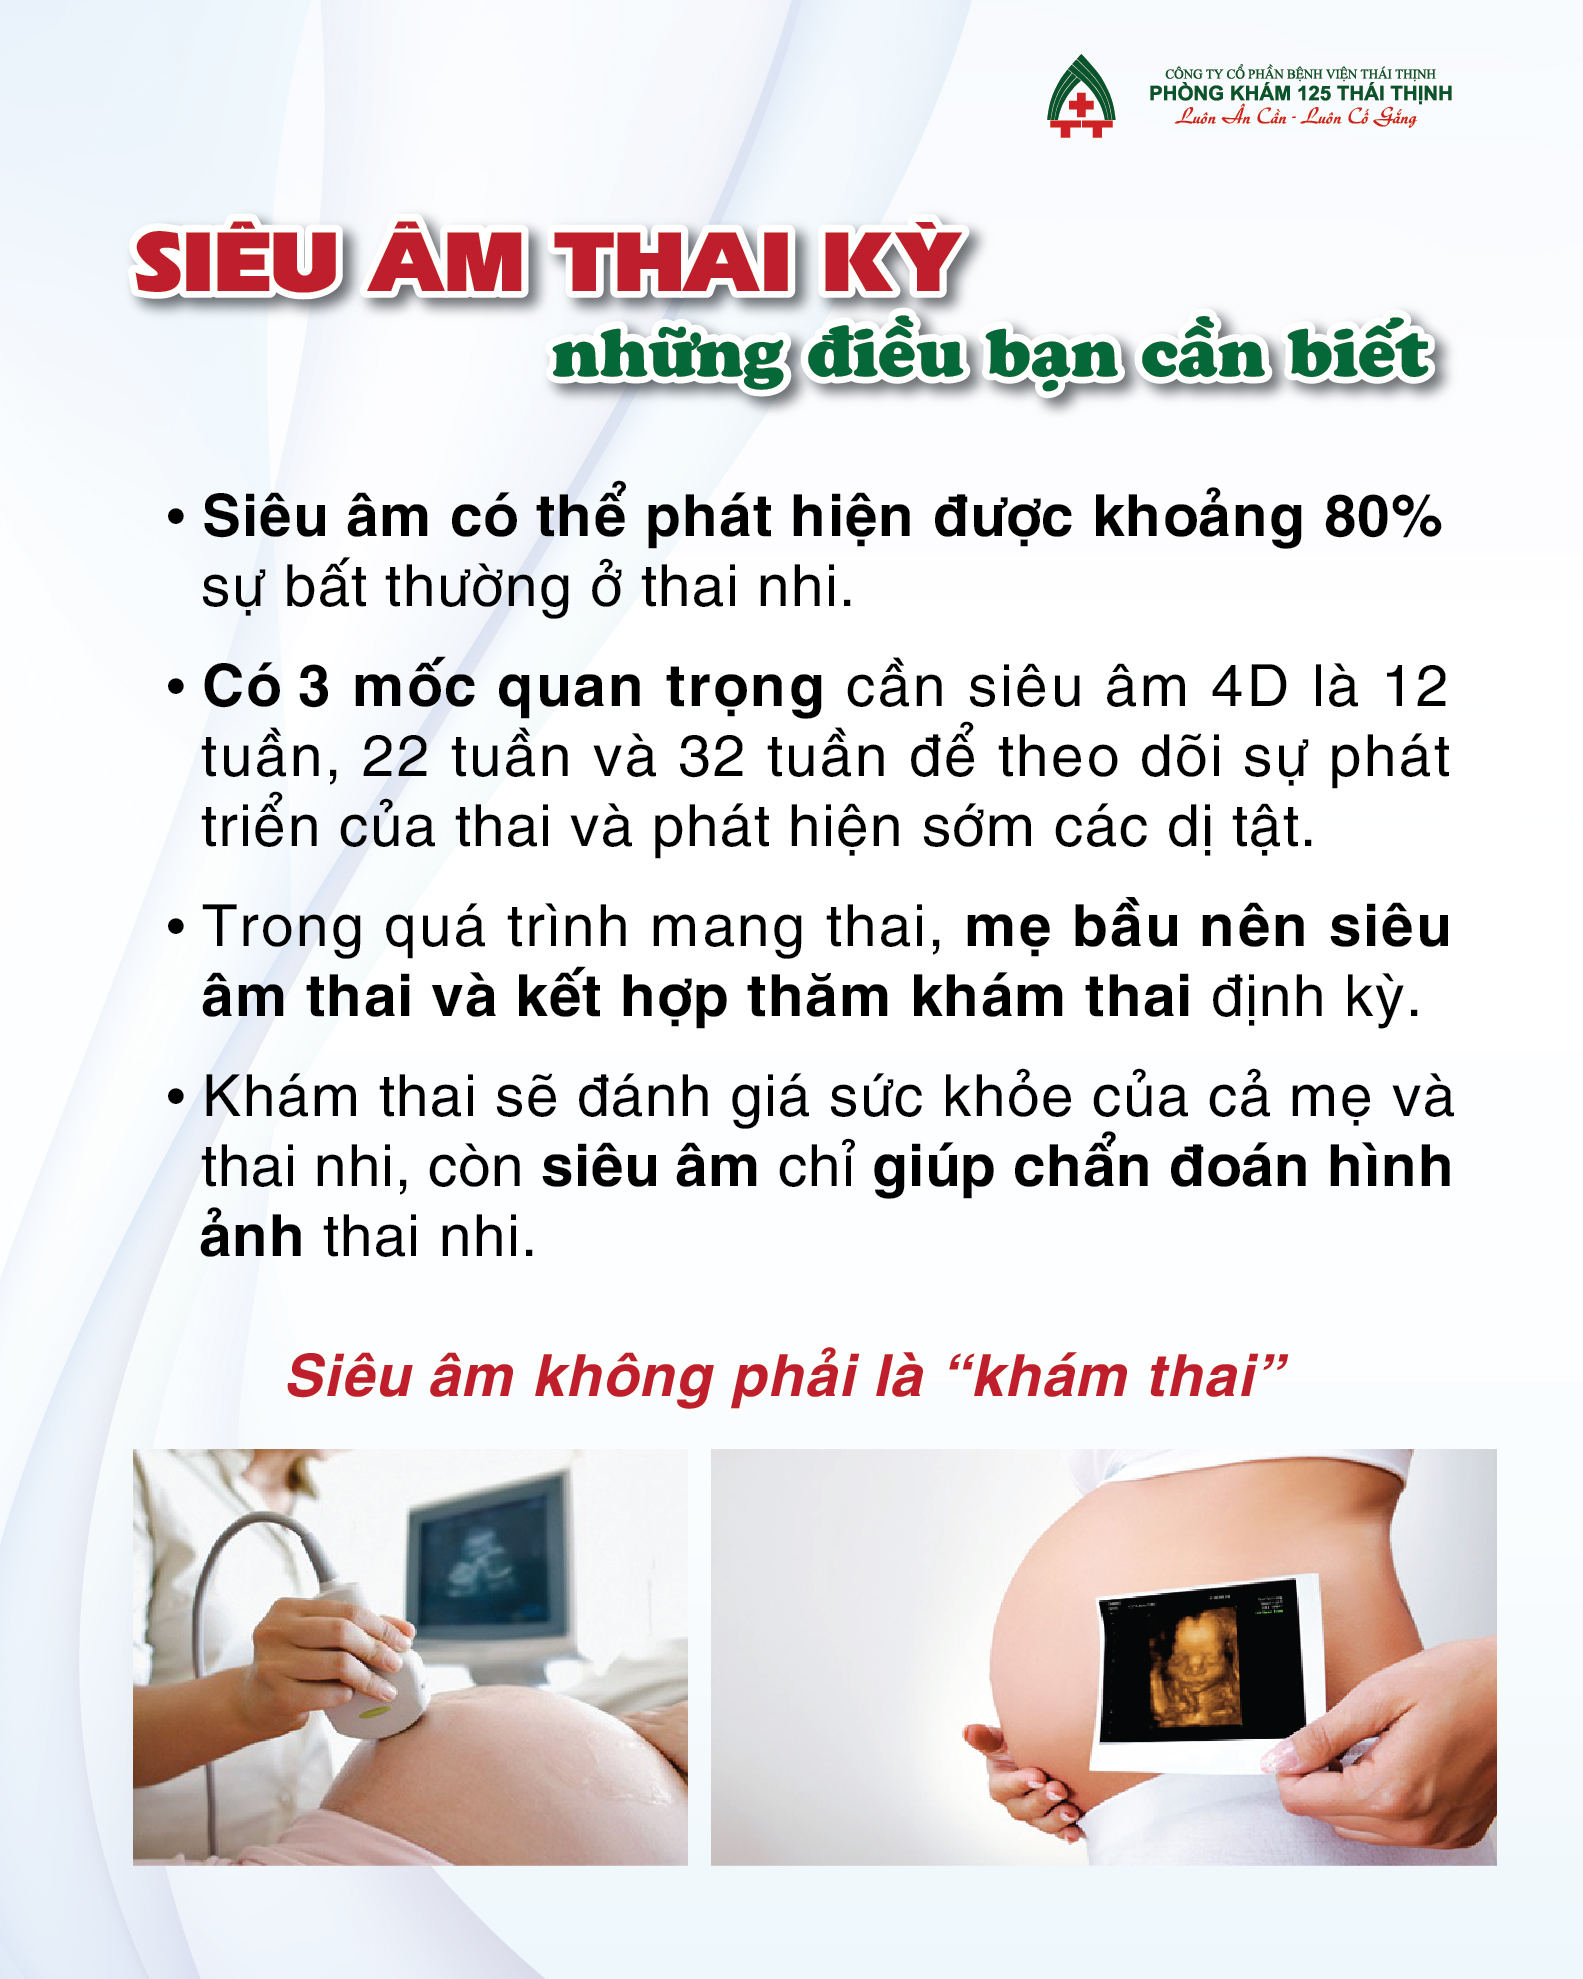 CÔNG TY CỔ PHẦN BỆNH VIỆN THÁI THỊNH
PHÒNG KHÁM 125 THÁI THỊNH
Luôn Ân Cần - Luôn Cố Gắng
SIÊU ÂM THAI KỲ
những điều bạn cần biết
• Siêu âm có thể phát hiện được khoảng 80%
sự bất thường ở thai nhi.
• Có 3 mốc quan trọng cần siêu âm 4D là 12
tuần, 22 tuần và 32 tuần để theo dõi sự phát
triển của thai và phát hiện sớm các dị tật.
• Trong quá trình mang thai, mẹ bầu nên siêu
âm thai và kết hợp thăm khám thai định kỳ.
• Khám thai sẽ đánh giá sức khỏe của cả mẹ và
thai nhi, còn siêu âm chỉ giúp chẩn đoán hình
ảnh thai nhi.
Siêu âm không phải là “khám thai”